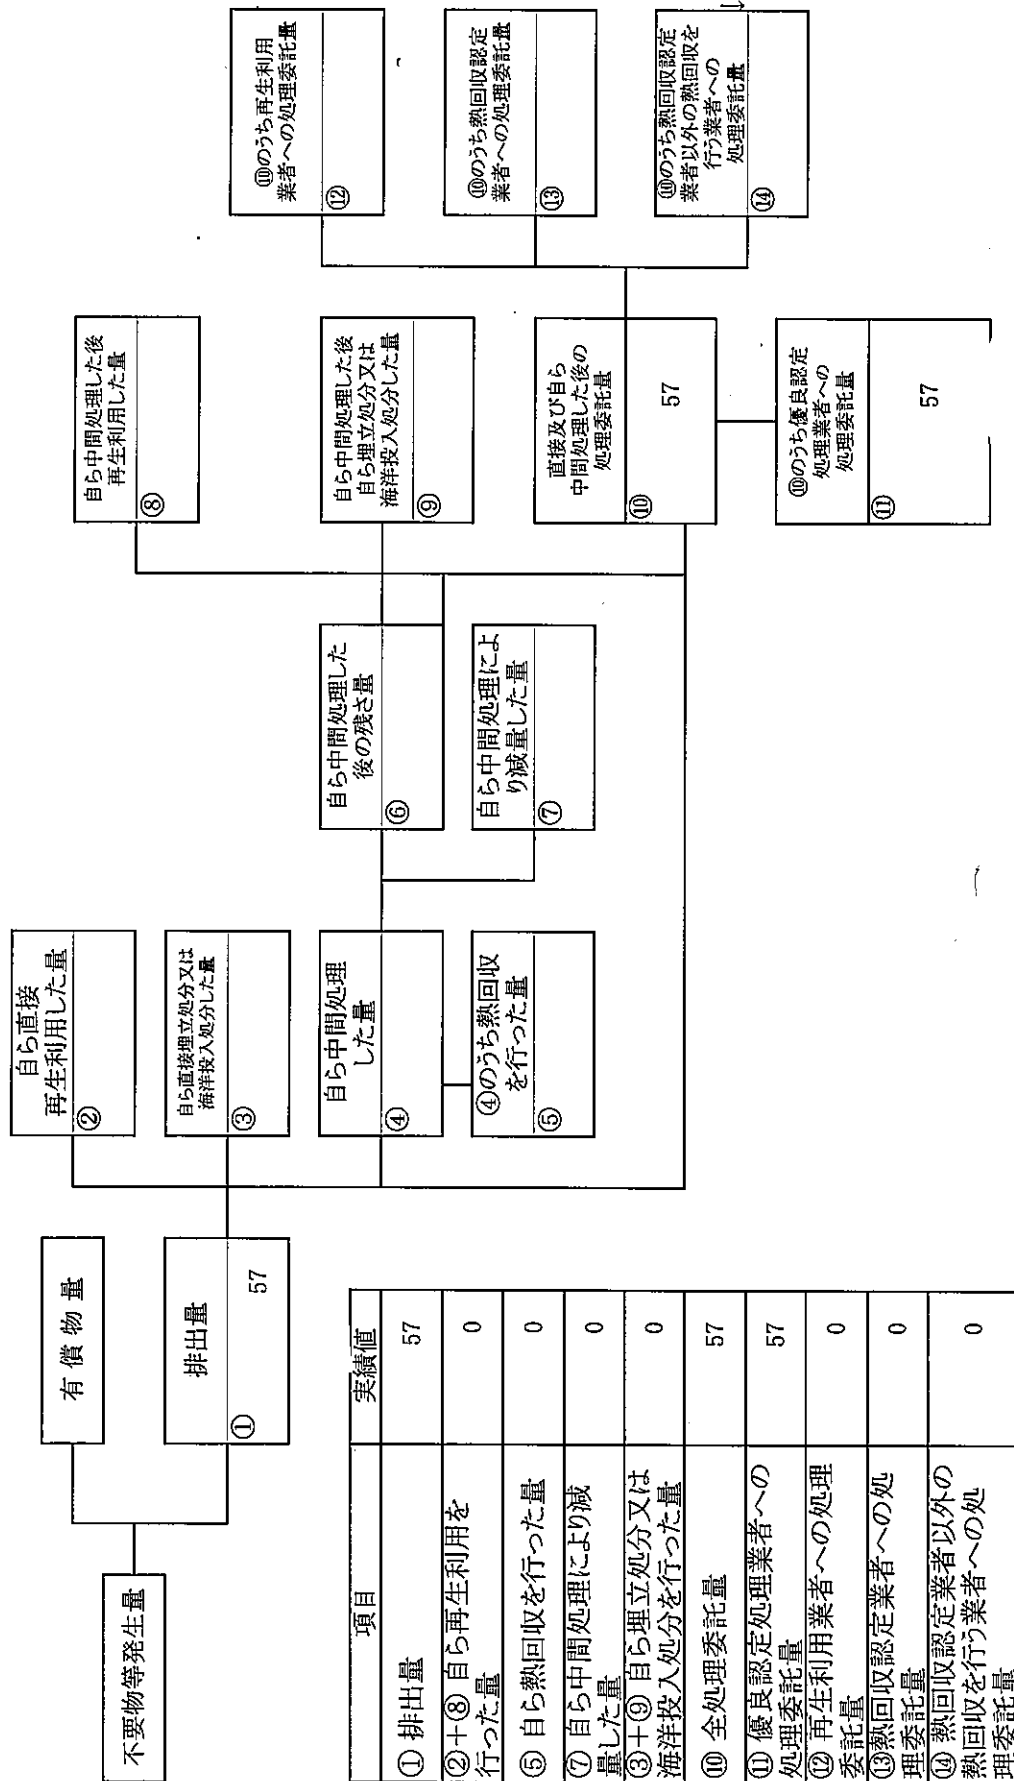 不要物等発生量
有償物量
排出量
① 57
自ら直接
再生利用した量
②
自ら直接埋立処分又は
海洋投入処分した量
③
自ら中間処理
した量
④
④のうち熱回収
を行った量
⑤
自ら中間処理した
後の残さ量
⑥
自ら中間処理によ
り減量した量
⑦
自ら中間処理した後
再生利用した量
⑧
自ら中間処理した後
自ら埋立処分又は
海洋投入処分した量
⑨
直接及び自ら
中間処理した後の
処理委託量
⑩ 57
⑩のうち優良認定
処理業者への
処理委託量
⑪ 57
⑩のうち再生利用
業者への処理委託量
⑫
⑩のうち熱回収認定
業者への処理委託量
⑬
⑩のうち熱回収認定
業者以外の熱回収を
行う業者への
処理委託量
⑭
項目 実績値
① 排出量 57
②＋⑧ 自ら再生利用を
行った量 0
⑤ 自ら熱回収を行った量 0
⑦ 自ら中間処理により減
量した量 0
③＋⑨ 自ら埋立処分又は
海洋投入処分を行った量 0
⑩ 全処理委託量 57
⑪ 優良認定処理業者への
処理委託量 57
⑫ 再生利用業者への処理
委託量 0
⑬熱回収認定業者への処
理委託量 0
⑭ 熱回収認定業者以外の
熱回収を行う業者への処
理委託量 0